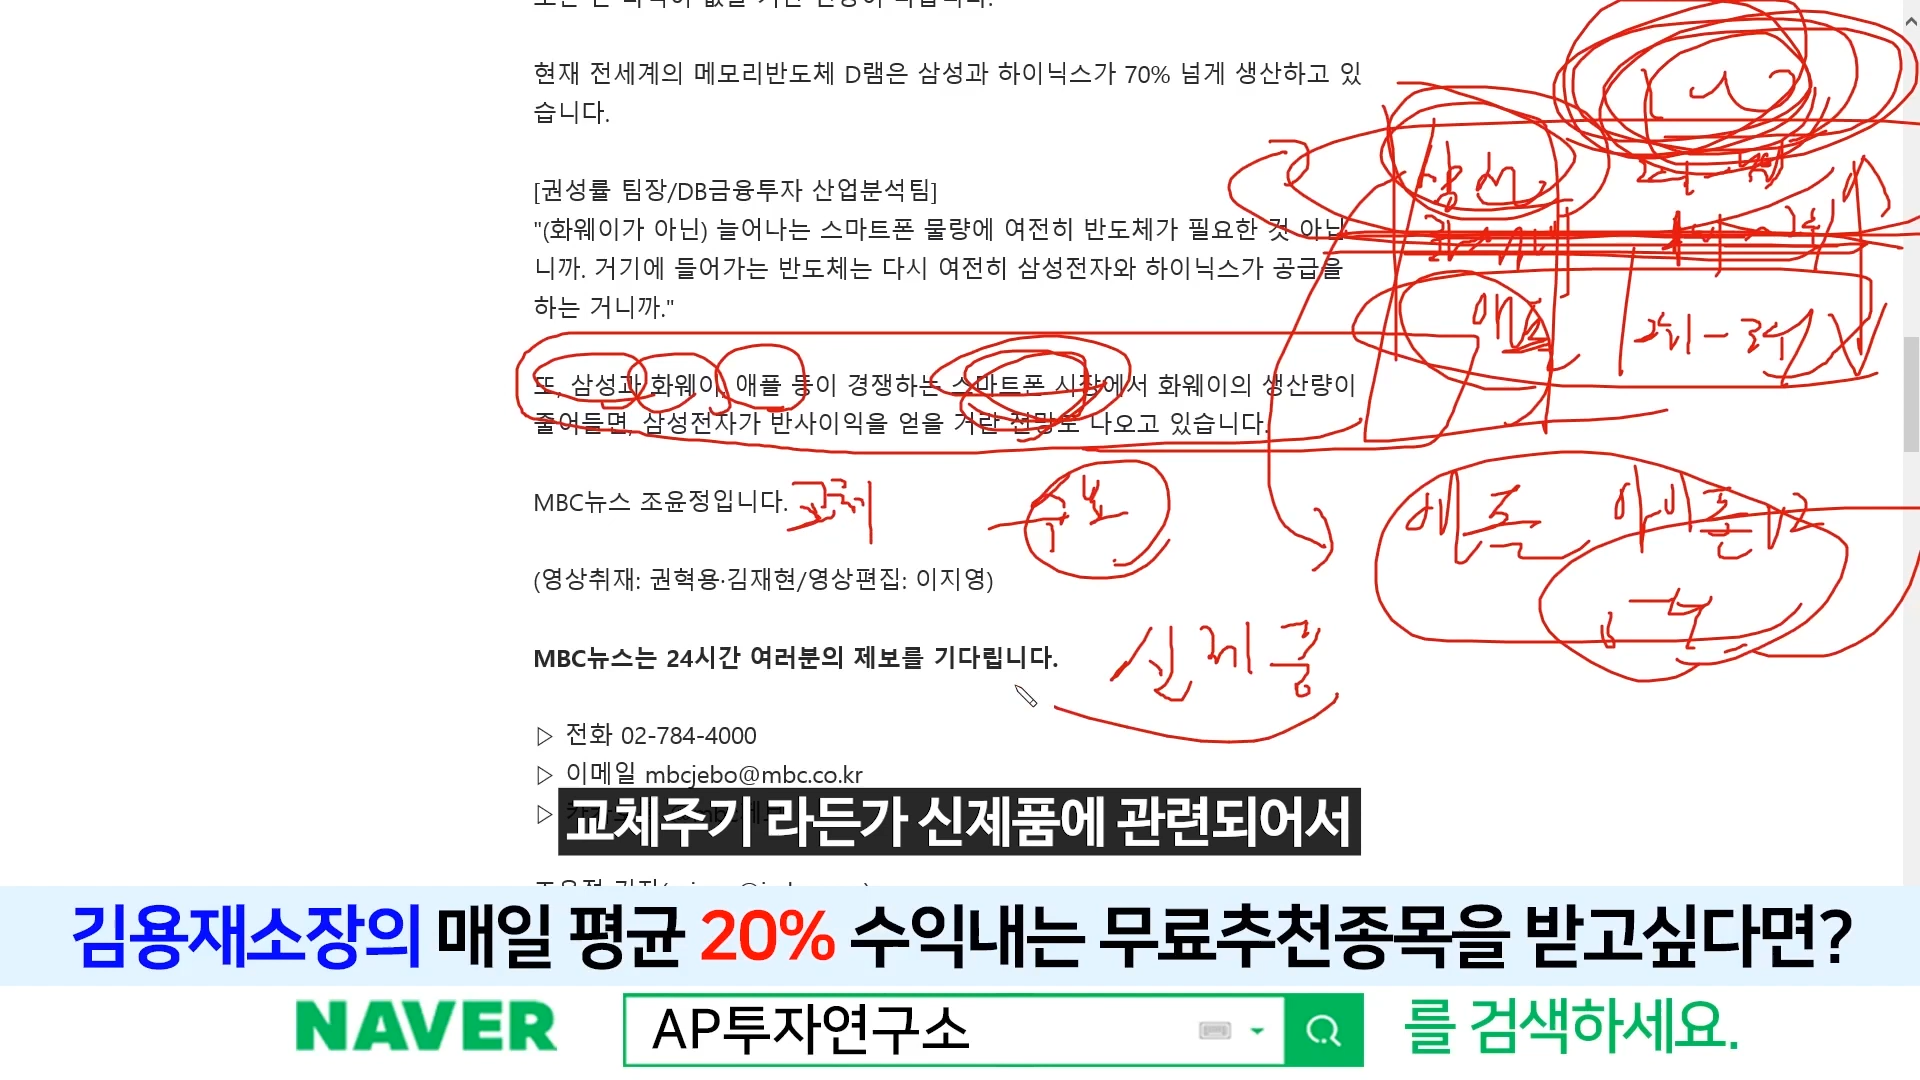 현재 전세계의 메모리반도체 D램은 삼성과 하이닉스가 70% 넘게 생산하고 있
습니다.
[권성률 팀장/DB금융투자 산업분석팀]
"(화웨이가 아닌) 늘어나는 스마트폰 물량에 여전히 반도체가 필요한 것 아닙
니까. 거기에 들어가는 반도체는 다시 여전히 삼성전자와 하이닉스가 공급을
하는 거니까."
또, 삼성과 화웨이, 애플 등이 경쟁하는 스마트폰 시장에서 화웨이의 생산량이
줄어들면, 삼성전자가 반사이익을 얻을 거란 전망도 나오고 있습니다.
MBC뉴스 조윤정입니다.
교체
(영상취재: 권혁용·김재현/영상편집: 이지영)
MBC뉴스는 24시간 여러분의 제보를 기다립니다.
▷ 전화 02-784-4000
▷ 이메일 mbcjebo@mbc.co.kr
삼성
애플
애플 아이폰12
신제품
교체주기 라든가 신제품에 관련되어서
김용재소장의 매일 평균 20% 수익내는 무료추천종목을 받고싶다면?
NAVER AP투자연구소 를 검색하세요.